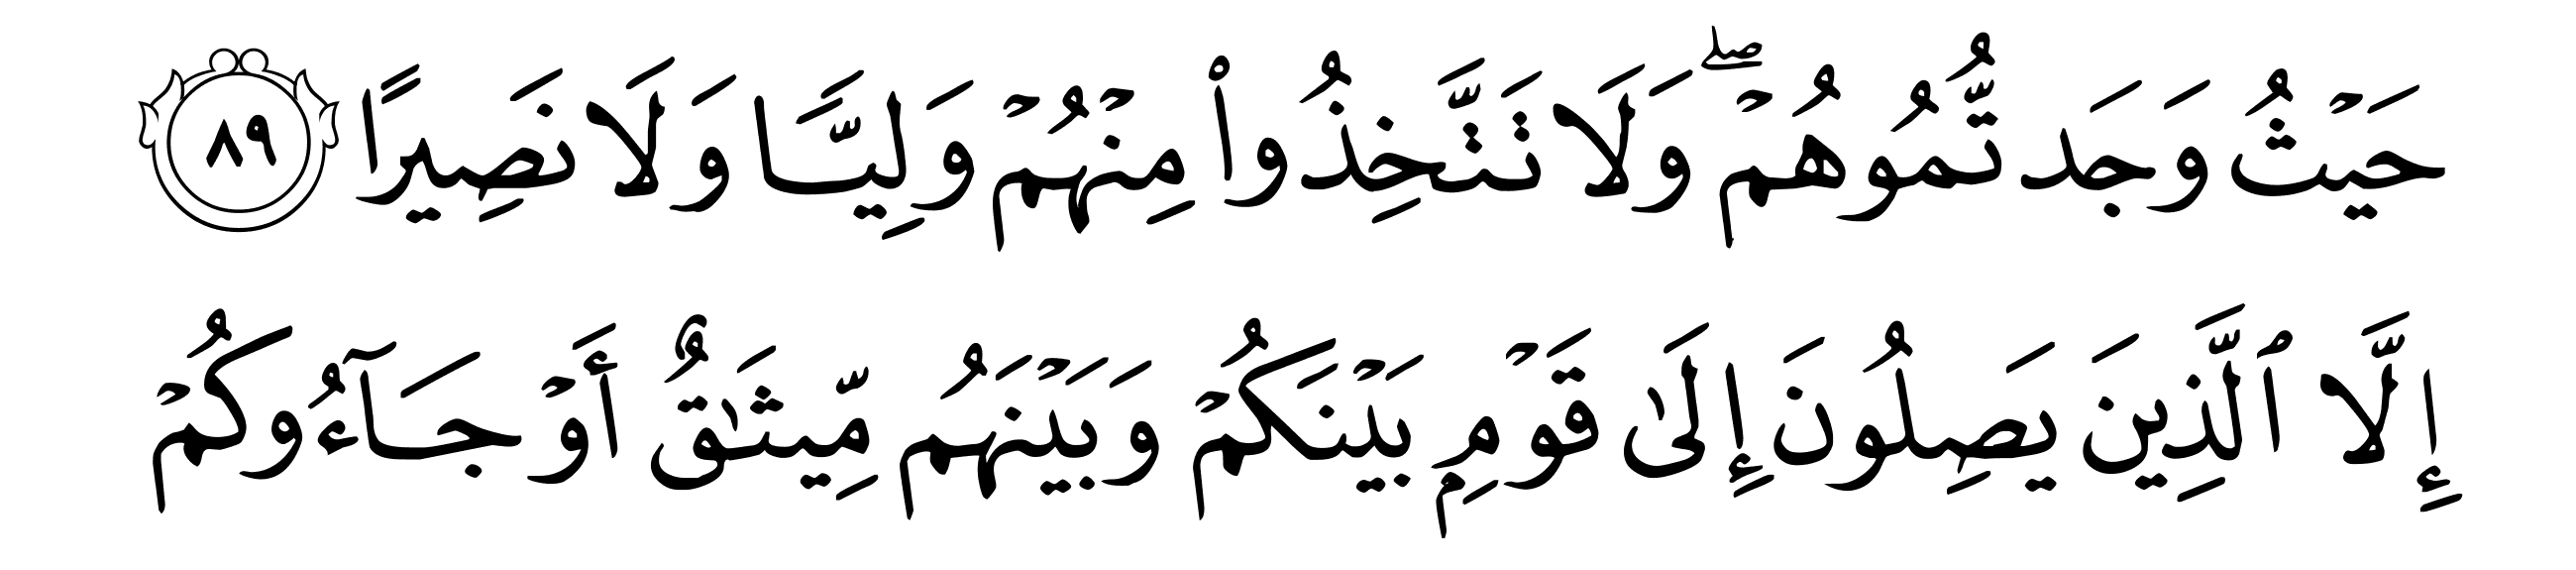 حَيْثُ وَجَدتُّمُوهُمْ ۖ وَلَا تَتَّخِذُوا۟ مِنْهُمْ وَلِيًّا وَلَا نَصِيرًا ٨٩
إِلَّا ٱلَّذِينَ يَصِلُونَ إِلَىٰ قَوْمٍۭ بَيْنَكُمْ وَبَيْنَهُم مِّيثَـٰقٌ أَوْ جَآءُوكُمْ